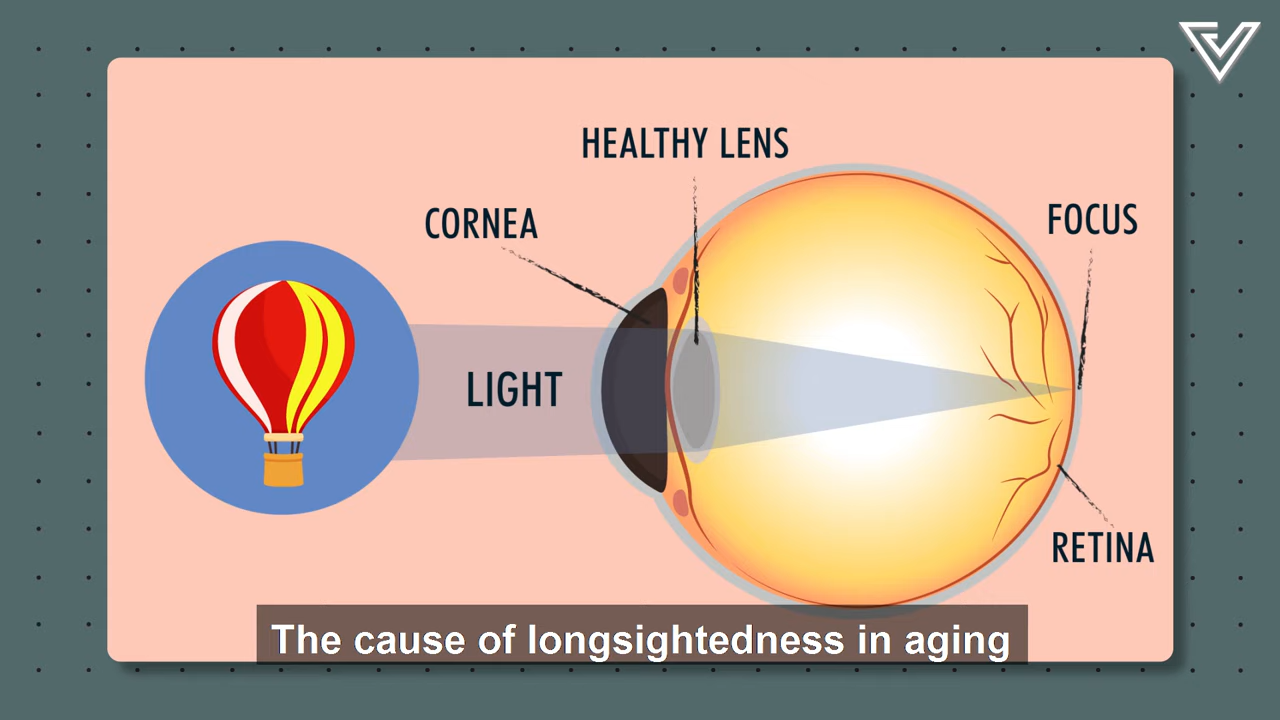 HEALTHY LENS
CORNEA
FOCUS
LIGHT
RETINA
The cause of longsightedness in aging